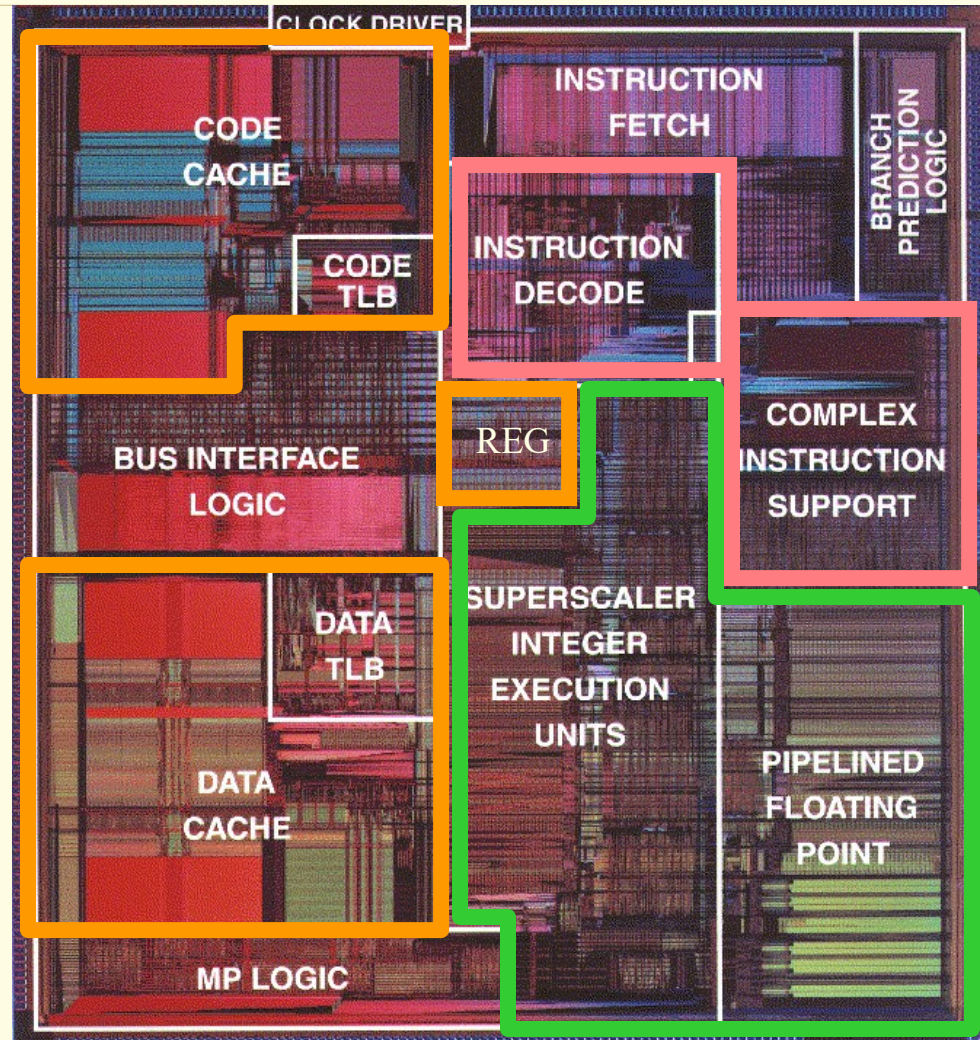 CLOCK DRIVER
CODE
CACHE
CODE
TLB
INSTRUCTION
FETCH
BRANCH
PREDICTION
LOGIC
INSTRUCTION
DECODE
COMPLEX
INSTRUCTION
SUPPORT
REG
BUS INTERFACE
LOGIC
DATA
TLB
DATA
CACHE
SUPERSCALER
INTEGER
EXECUTION
UNITS
PIPELINED
FLOATING
POINT
MP LOGIC